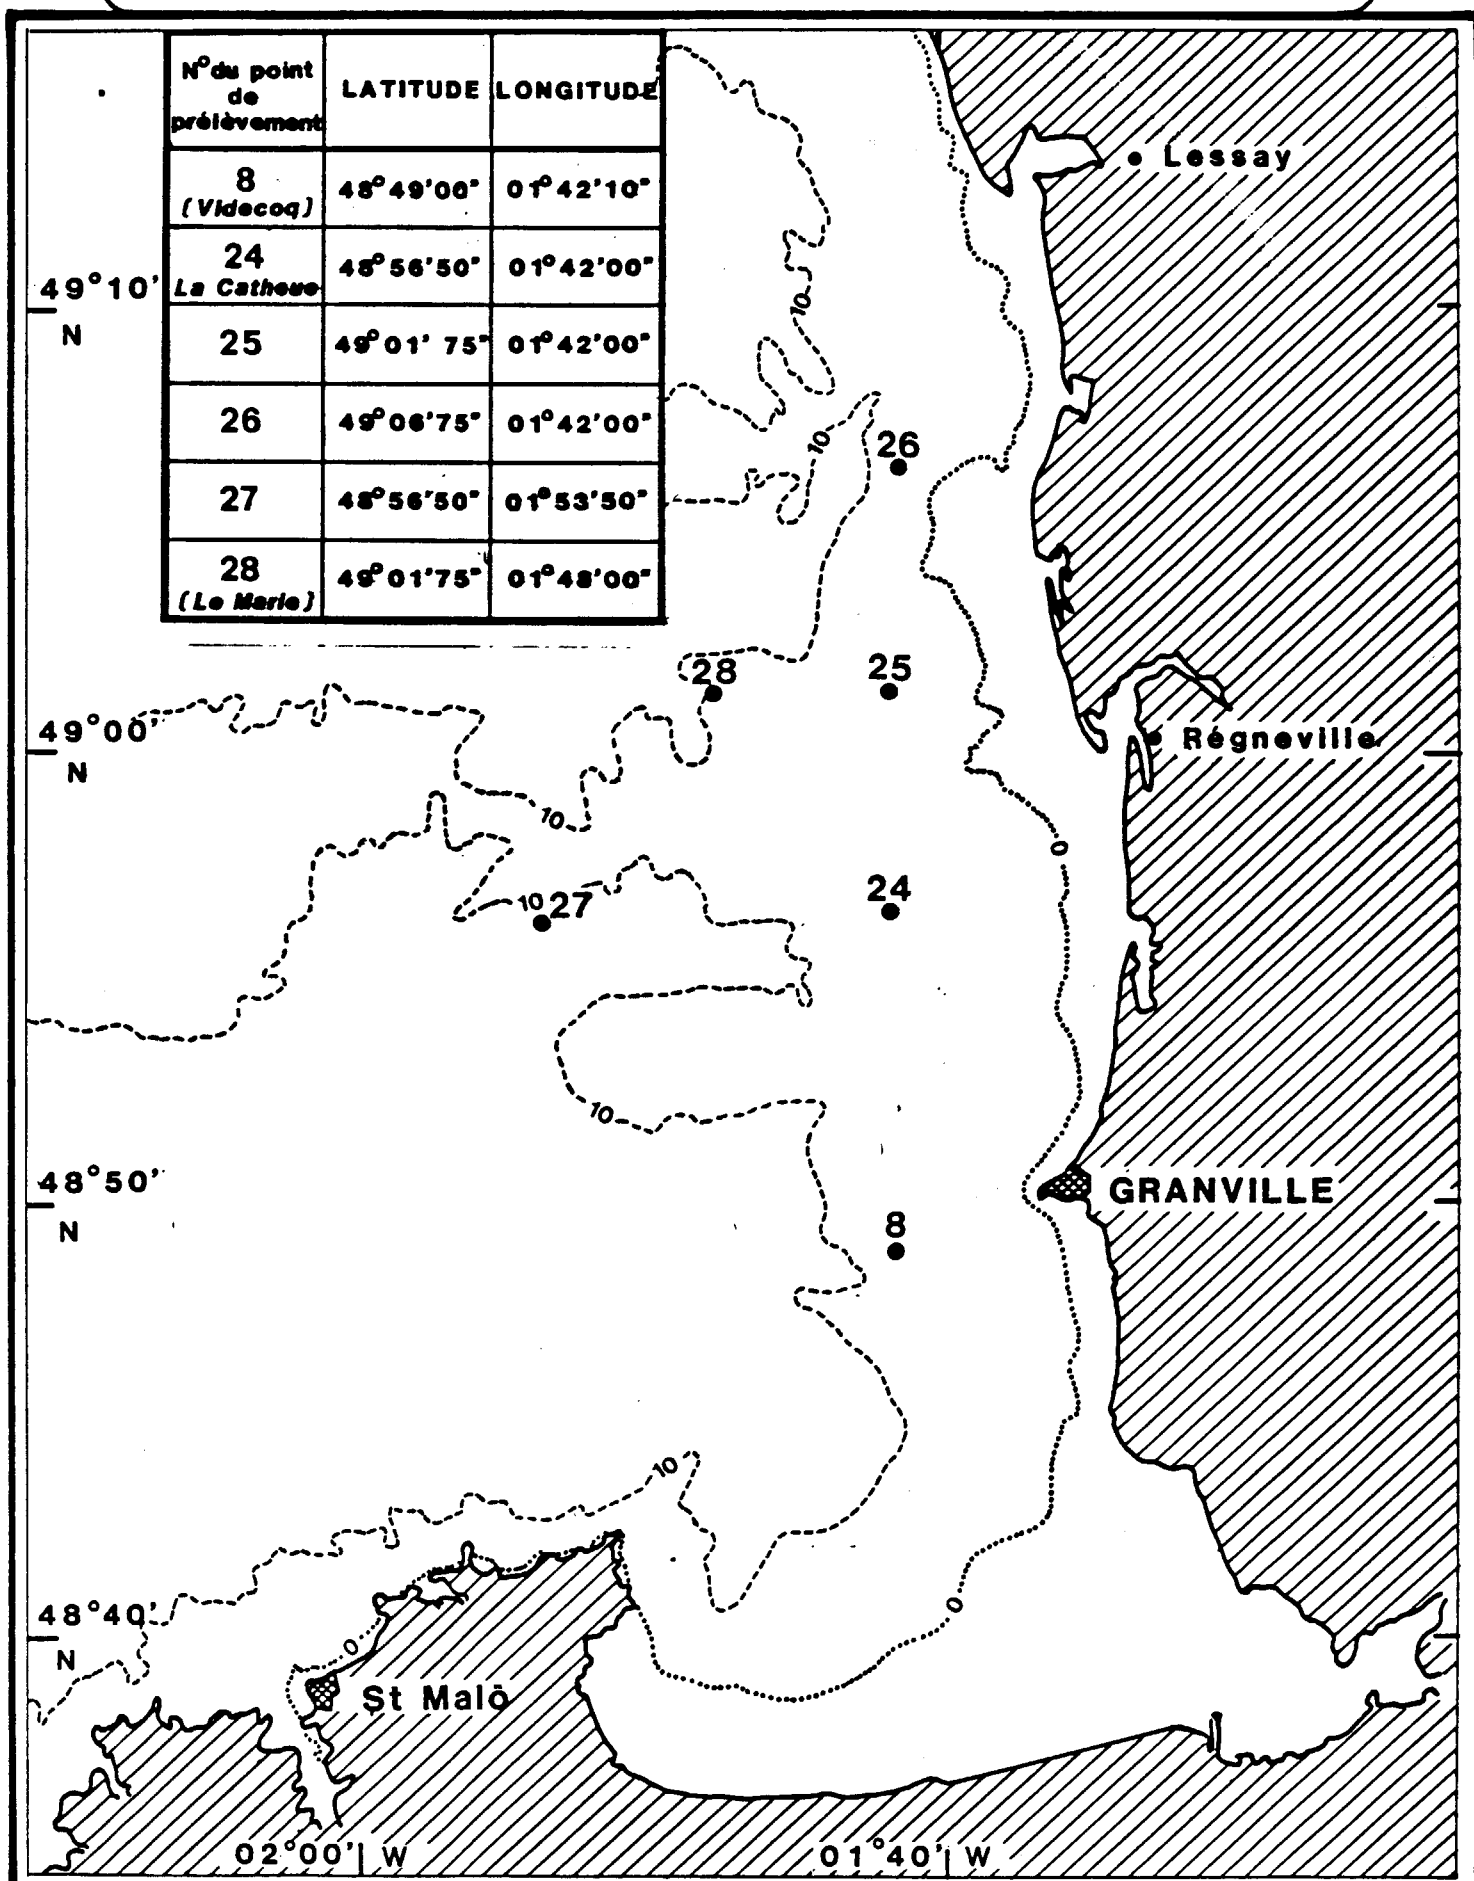 N° du point
de
prélèvement
LATITUDE
LONGITUDE
8
(Videcoq)
48°49'00"
01°42'10"
24
La Catheue
48°56'50"
01°42'00"
25
49°01' 75"
01°42'00"
26
49°06'75"
01°42'00"
27
48°56'50"
01°53'50"
28
(Le Marie)
49°01'75"
01°48'00"
Lessay
49°10'
N
10
10
26
28
25
49°00'
N
Régneville
10
0
10
27
24
10
48°50'
N
GRANVILLE
8
10
48°40'
N
0
0
St Malô
02°00' W
01°40' W